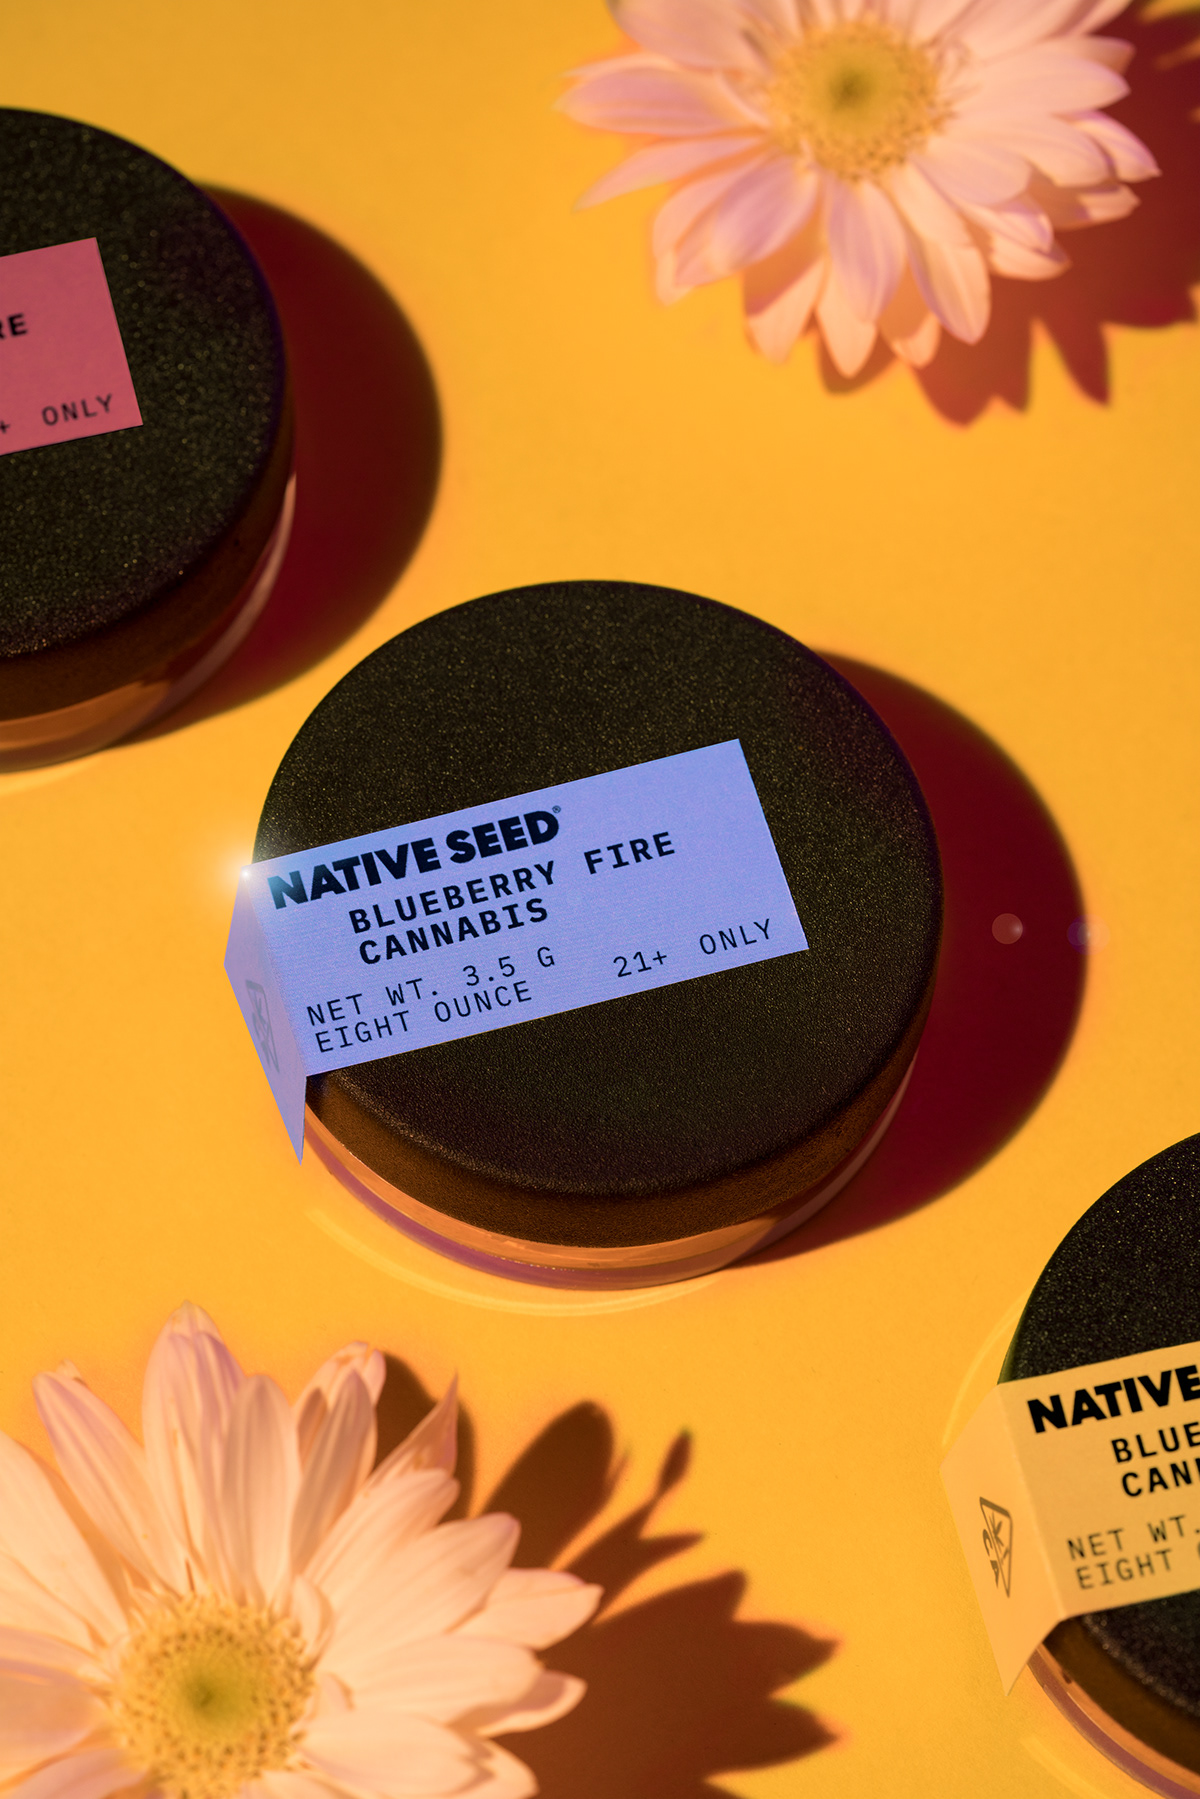 RE
+ ONLY
NATIVE SEED®
BLUEBERRY FIRE
CANNABIS
NET WT. 3.5 G 21+ ONLY
EIGHT OUNCE
NATIVE
BLUE
CAN
NET WT.
EIGHT